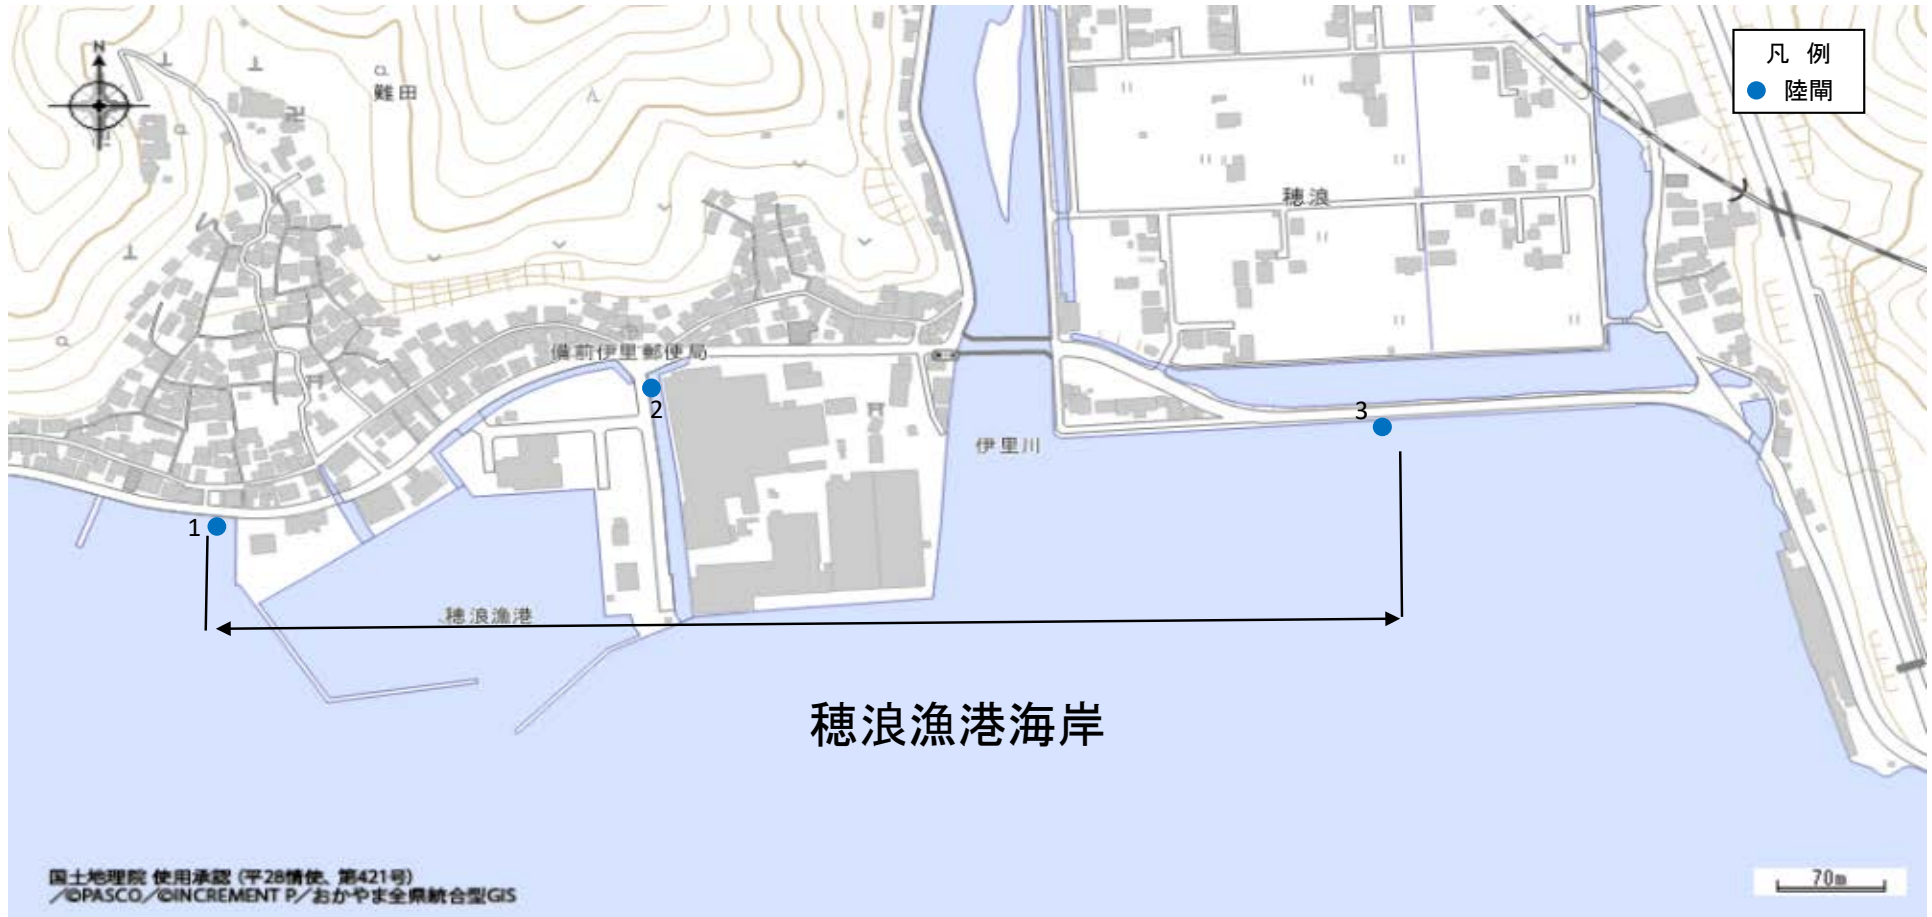 N
難田
凡 例
陸閘
穂浪
備前伊里郵便局
2
3
伊里川
1
穂浪漁港
穂浪漁港海岸
国土地理院 使用承認 (平28情使、第421号)
／©PASCO／©INCREMENT P／おかやま全県統合型GIS
70m